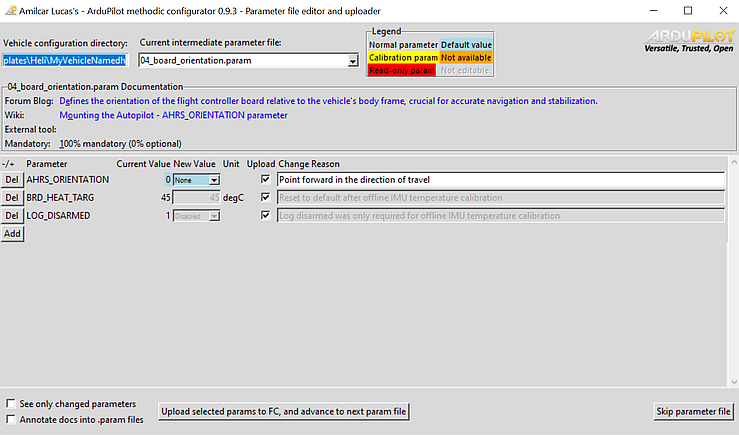 Amilcar Lucas's - ArduPilot methodic configurator 0.9.3 - Parameter file editor and uploader
Vehicle configuration directory:
plates\Heli\MyVehicleNamedh
Current intermediate parameter file:
04_board_orientation.param
Legend
Normal parameter Default value
Calibration param Not available
Read-only param Not editable
ARDUPILOT
Versatile, Trusted, Open
04_board_orientation.param Documentation
Forum Blog: Defines the orientation of the flight controller board relative to the vehicle's body frame, crucial for accurate navigation and stabilization.
Wiki: Mounting the Autopilot - AHRS_ORIENTATION parameter
External tool:
Mandatory: 100% mandatory (0% optional)
-/+ Parameter Current Value New Value Unit Upload Change Reason
Del AHRS_ORIENTATION 0 None Point forward in the direction of travel
Del BRD_HEAT_TARG 45 45 degC Reset to default after offline IMU temperature calibration
Del LOG_DISARMED 1 Disabled Log disarmed was only required for offline IMU temperature calibration
Add
See only changed parameters
Annotate docs into .param files
Upload selected params to FC, and advance to next param file
Skip parameter file